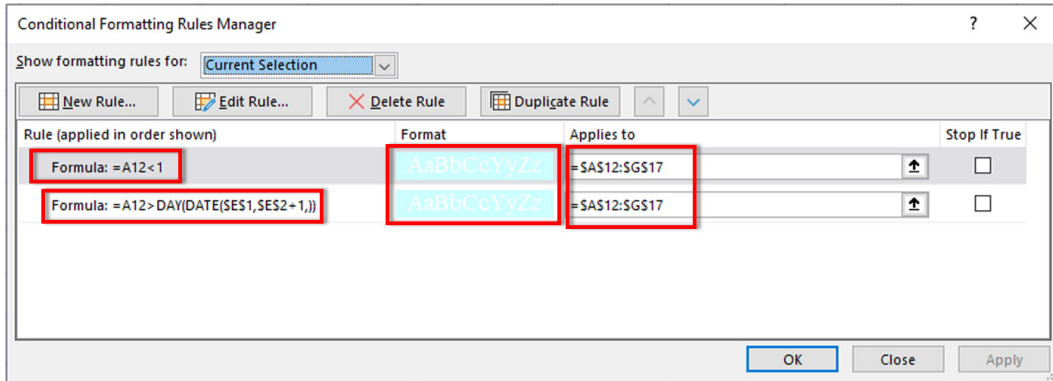 Conditional Formatting Rules Manager ? X
Show formatting rules for: Current Selection
New Rule... Edit Rule... Delete Rule Duplicate Rule
Rule (applied in order shown) Format Applies to Stop If True
Formula: =A12<1 AaBbCcYyZz =$A$12:$G$17
Formula: =A12>DAY(DATE($E$1,$E$2+1,)) AaBbCcYyZz =$A$12:$G$17
OK Close Apply